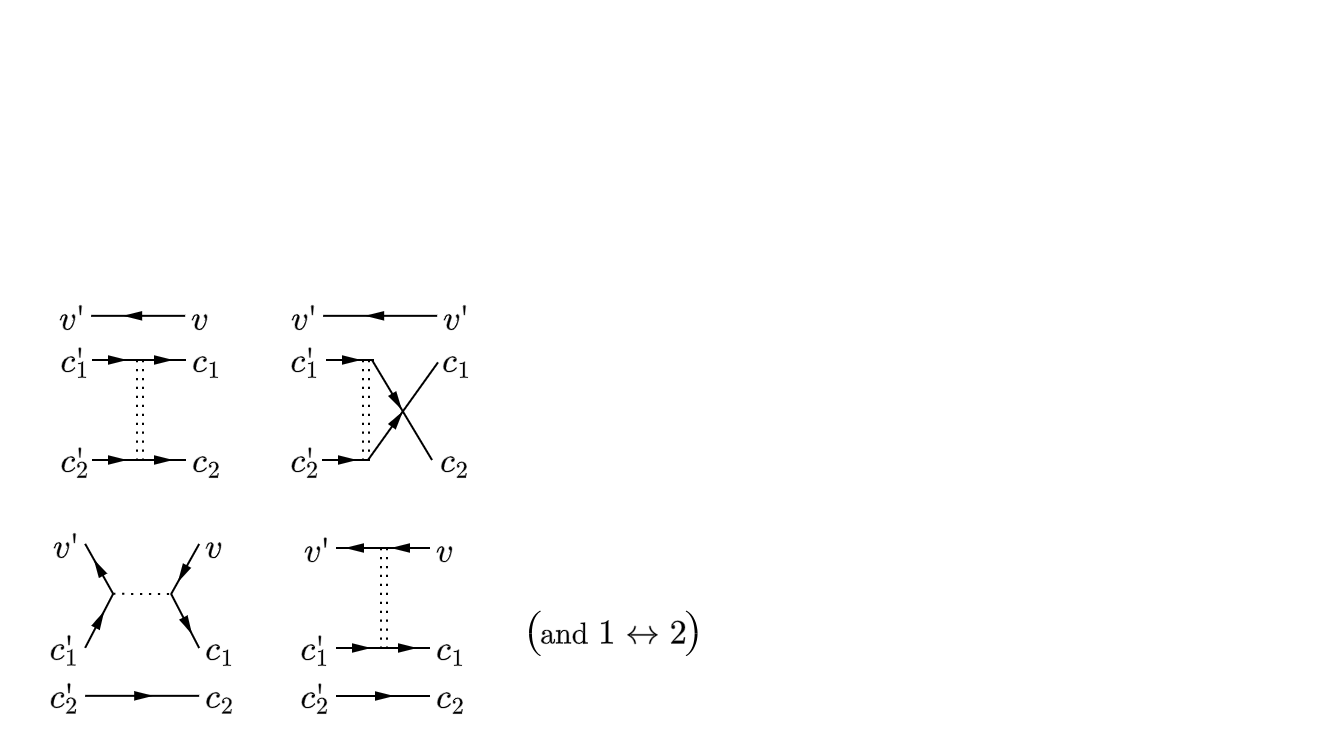 v' v v' v'
c'₁ c₁ c'₁ c₁
c'₂ c₂ c'₂ c₂
v' v v' v
(and 1 ↔ 2)
c'₁ c₁ c'₁ c₁
c'₂ c₂ c'₂ c₂